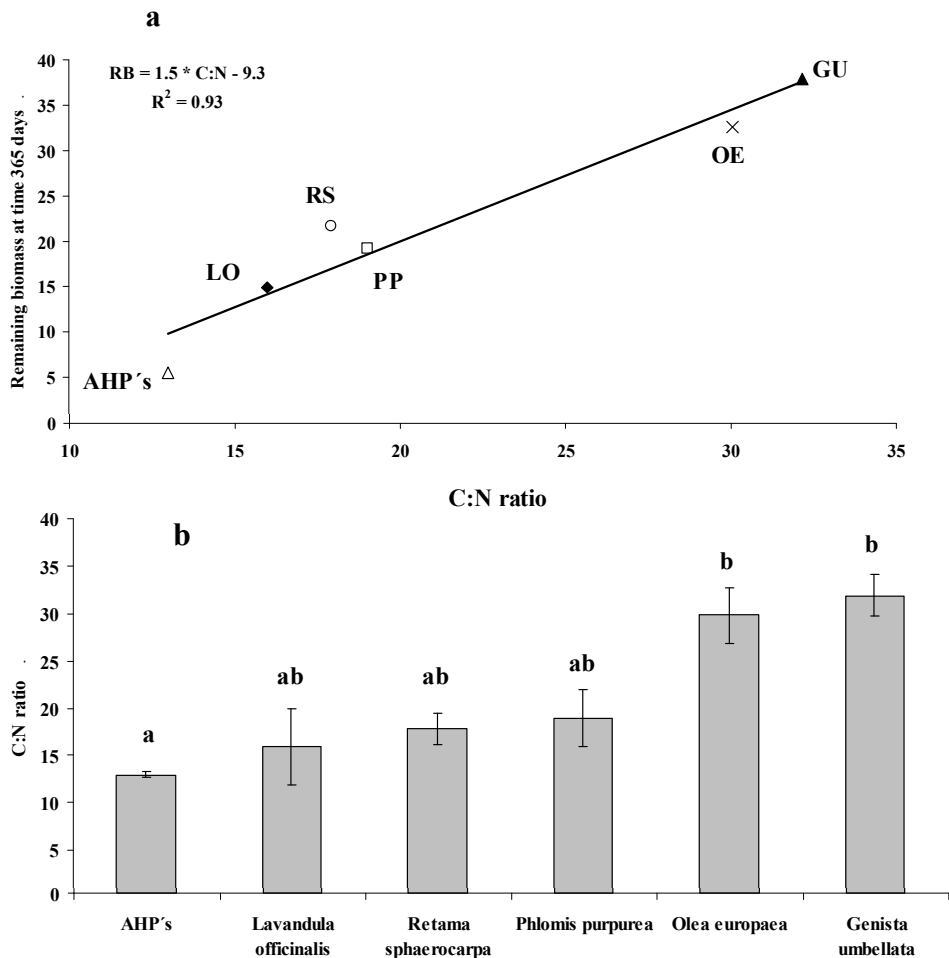 a
RB = 1.5 * C:N - 9.3
R² = 0.93
Remaining biomass at time 365 days
40
35
30
25
20
15
10
5
0
GU
OE
RS
PP
LO
AHP´s
10
15
20
25
30
35
C:N ratio
b
C:N ratio
40
35
30
25
20
15
10
5
0
a
ab
ab
ab
b
b
AHP´s
Lavandula
officinalis
Retama
sphaerocarpa
Phlomis purpurea
Olea europaea
Genista
umbellata